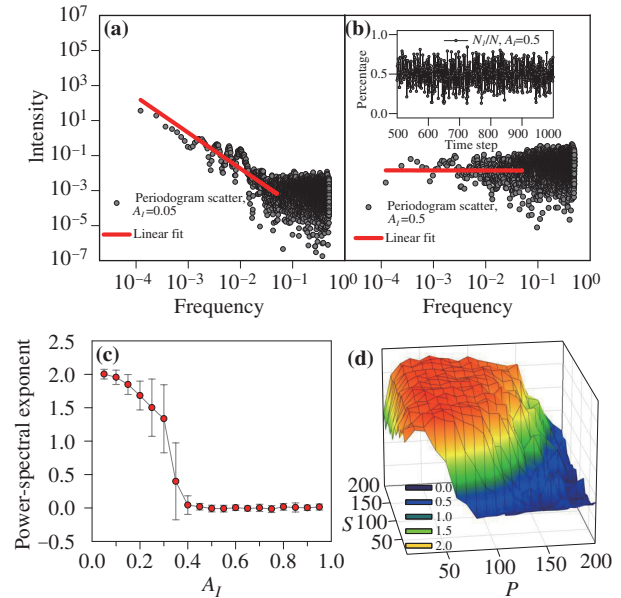 10^7
10^5
10^3
10^1
10^-1
10^-3
10^-5
10^-7
Intensity
(a)
Periodogram scatter,
A_I=0.05
Linear fit
10^-4
10^-3
10^-2
10^-1
10^0
Frequency
(b)
N_1/N, A_I=0.5
Percentage
1.0
0.5
0.0
500 600 700 800 900 1000
Time step
Periodogram scatter,
A_I=0.5
Linear fit
10^-4
10^-3
10^-2
10^-1
10^0
Frequency
(c)
Power-spectral exponent
2.5
2.0
1.5
1.0
0.5
0.0
−0.5
0.0 0.2 0.4 0.6 0.8 1.0
A_I
(d)
200
150
100
50
S
0.0
0.5
1.0
1.5
2.0
50 100 150 200
P